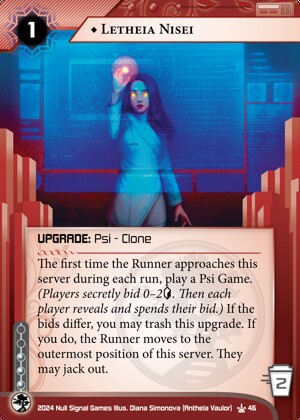 1
◆ Letheia Nisei
UPGRADE: Psi - Clone
The first time the Runner approaches this
server during each run, play a Psi Game.
(Players secretly bid 0–2. Then each
player reveals and spends their bid.) If the
bids differ, you may trash this upgrade. If
you do, the Runner moves to the
outermost position of this server. They
may jack out.
2
2024 Null Signal Games Illus. Diana Simonova (Antheia Vaulor) 46